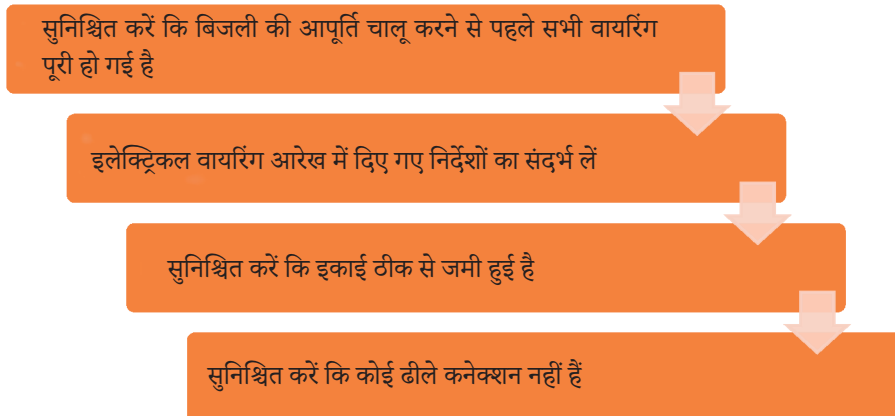 सुनिश्चित करें कि बिजली की आपूर्ति चालू करने से पहले सभी वायरिंग
पूरी हो गई है
इलेक्ट्रिकल वायरिंग आरेख में दिए गए निर्देशों का संदर्भ लें
सुनिश्चित करें कि इकाई ठीक से जमी हुई है
सुनिश्चित करें कि कोई ढीले कनेक्शन नहीं हैं